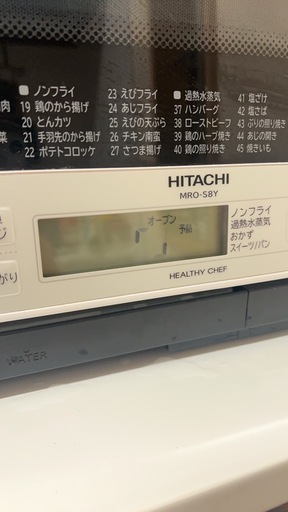 ノンフライ
19 鶏のから揚げ
20 とんカツ
21 手羽先のから揚げ
22 ポテトコロッケ
23 えびフライ
24 あじフライ
25 えびの天ぷら
26 チキン南蛮
27 さつま揚げ
過熱水蒸気
37 ハンバーグ
38 ローストビーフ
39 鶏のハーブ焼き
40 鶏の照り焼き
41 塩ざけ
42 塩さば
43 ぶりの照り焼き
44 あじの開き
45 焼きいも
肉
菜
HITACHI
MRO-S8Y
オーブン
予熱
ノンフライ
過熱水蒸気
おかず
スイーツ/パン
HEALTHY CHEF
がり
WATER